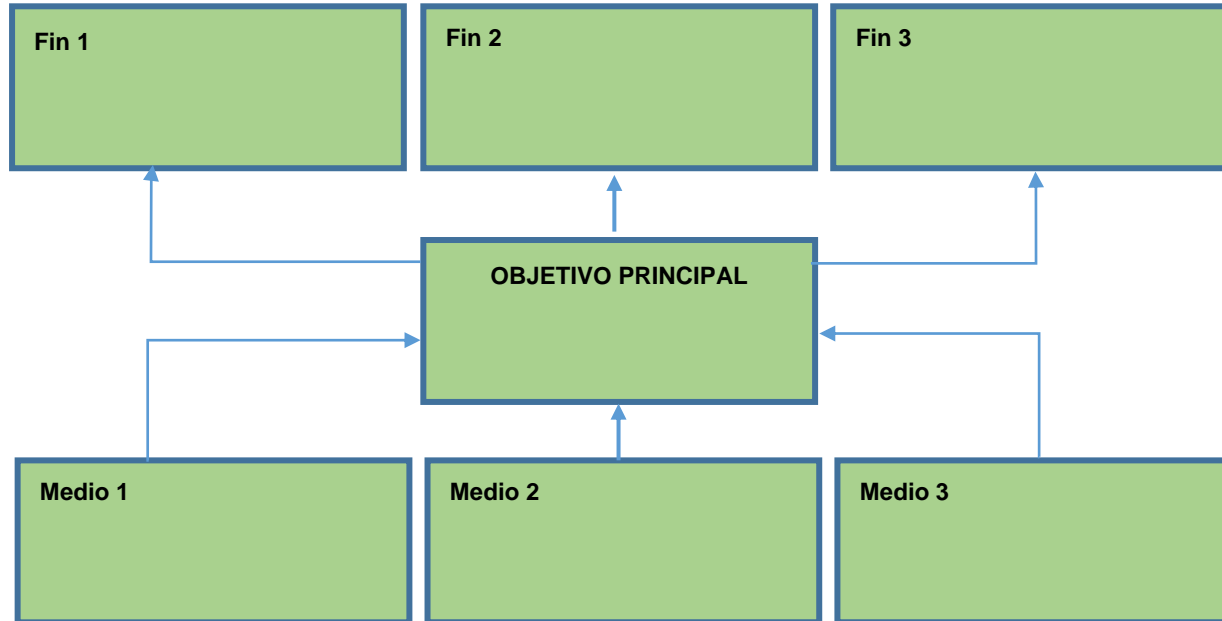 Fin 1
Fin 2
Fin 3
OBJETIVO PRINCIPAL
Medio 1
Medio 2
Medio 3